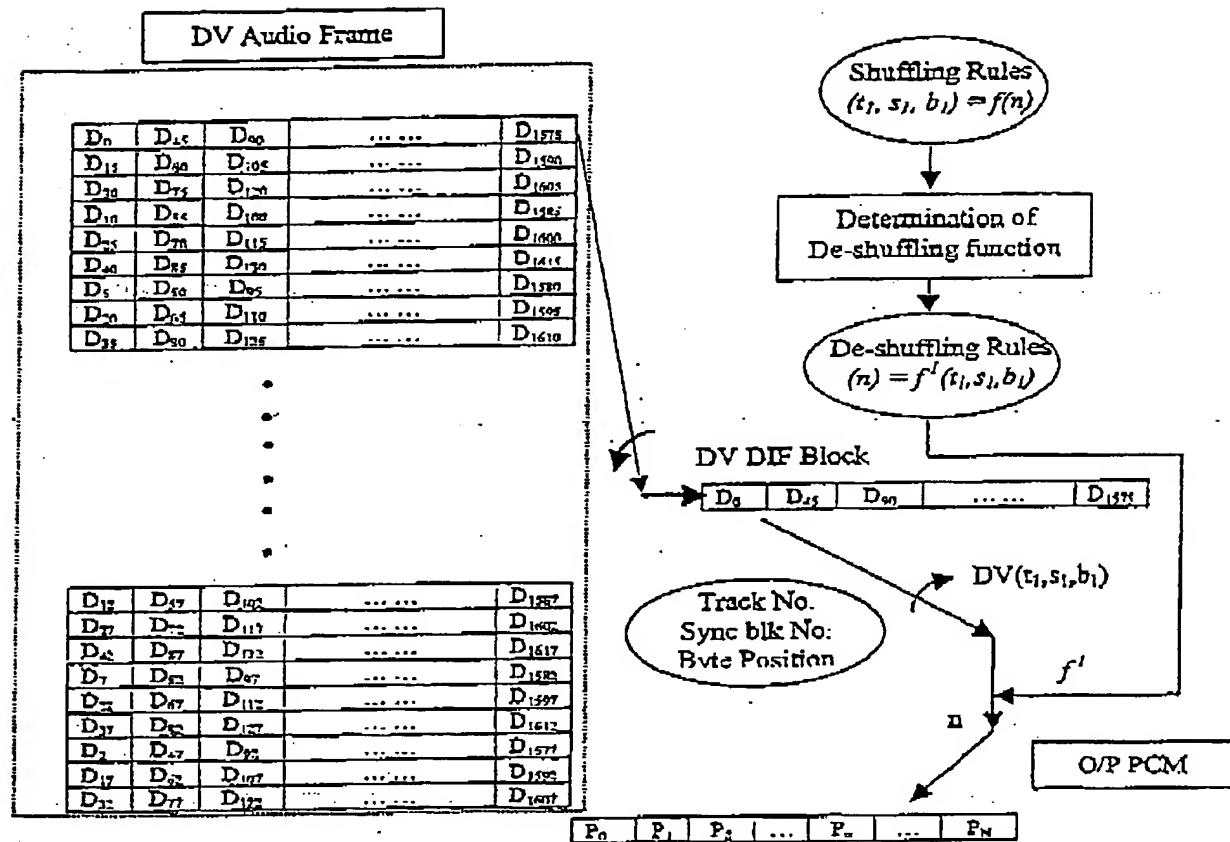 DV Audio Frame
D0 D45 D90 ... ... D1575
D15 D60 D105 ... ... D1590
D30 D75 D120 ... ... D1605
D10 D55 D100 ... ... D1585
D25 D70 D115 ... ... D1600
D40 D85 D130 ... ... D1615
D5 D50 D95 ... ... D1580
D20 D65 D110 ... ... D1595
D35 D80 D125 ... ... D1610
D12 D57 D102 ... ... D1587
D27 D72 D117 ... ... D1602
D42 D87 D132 ... ... D1617
D7 D52 D97 ... ... D1582
D22 D67 D112 ... ... D1597
D37 D82 D127 ... ... D1612
D2 D47 D92 ... ... D1577
D17 D62 D107 ... ... D1592
D32 D77 D122 ... ... D1607
Shuffling Rules
(t1, s1, b1) = f(n)
Determination of
De-shuffling function
De-shuffling Rules
(n) = f^1(t1,s1,b1)
DV DIF Block
D0 D45 D90 ... ... D1575
DV(t1,s1,b1)
Track No.
Sync blk No:
Byte Position
f^1
n
O/P PCM
P0 P1 P2 ... Pn ... PN